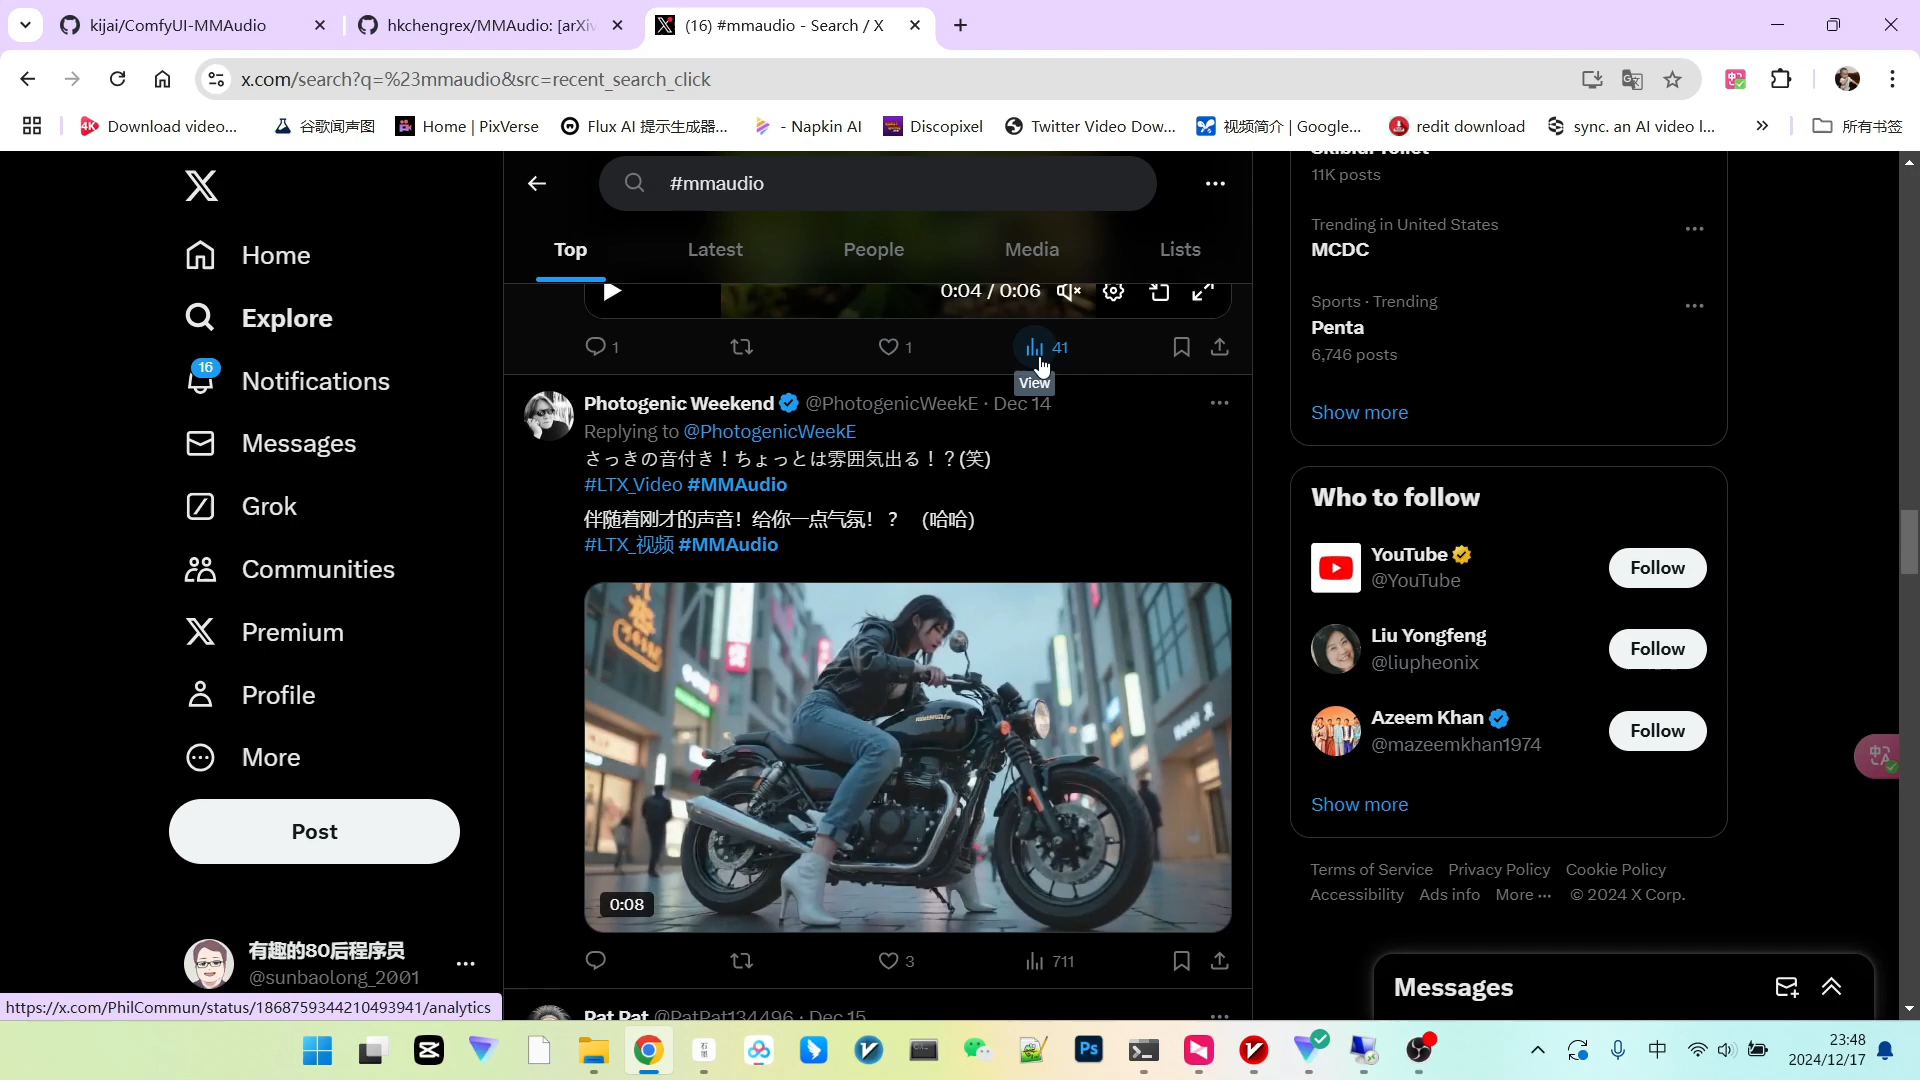 kijai/ComfyUI-MMAudio
hkchengrex/MMAudio: [arXiv
(16) #mmaudio - Search / X
x.com/search?q=%23mmaudio&src=recent_search_click
4K Download video...
谷歌闻声图
Home | PixVerse
Flux AI 提示生成器...
- Napkin AI
Discopixel
Twitter Video Dow...
视频简介 | Google...
redit download
sync. an AI video l...
所有书签
Home
Explore
16
Notifications
Messages
Grok
Communities
Premium
Profile
More
Post
有趣的80后程序员
@sunbaolong_2001
https://x.com/PhilCommun/status/1868759344210493941/analytics
#mmaudio
Top
Latest
People
Media
Lists
0:04 / 0:06
1
1
41
View
Photogenic Weekend @PhotogenicWeekE · Dec 14
Replying to @PhotogenicWeekE
さっきの音付き！ちょっとは雰囲気出る！？(笑)
#LTX_Video #MMAudio
伴随着刚才的声音！给你一点气氛！？ (哈哈)
#LTX_视频 #MMAudio
0:08
3
711
Pat Pat @PatPat134496 · Dec 15
Skibidi Toilet
11K posts
Trending in United States
MCDC
Sports · Trending
Penta
6,746 posts
Show more
Who to follow
YouTube
@YouTube
Follow
Liu Yongfeng
@liupheonix
Follow
Azeem Khan
@mazeemkhan1974
Follow
Show more
Terms of Service Privacy Policy Cookie Policy
Accessibility Ads info More ··· © 2024 X Corp.
Messages
Ps
中
23:48
2024/12/17